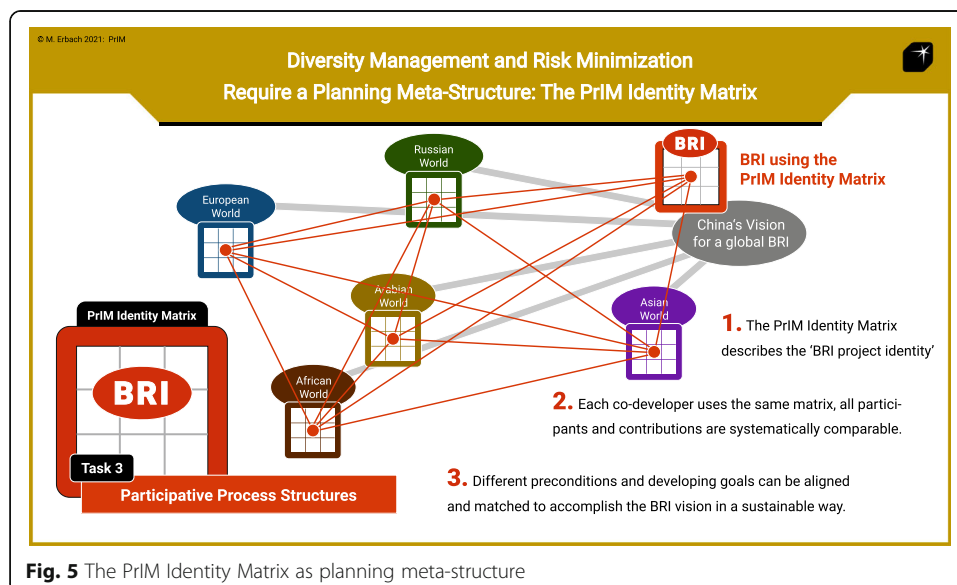 © M. Erbach 2021: PrIM
Diversity Management and Risk Minimization
Require a Planning Meta-Structure: The PrIM Identity Matrix
Russian
World
BRI
BRI using the
PrIM Identity Matrix
European
World
China's Vision
for a global BRI
Arabian
World
Asian
World
PrIM Identity Matrix
1. The PrIM Identity Matrix
describes the 'BRI project identity'
African
World
BRI
2. Each co-developer uses the same matrix, all partici-
pants and contributions are systematically comparable.
Task 3
Participative Process Structures
3. Different preconditions and developing goals can be aligned
and matched to accomplish the BRI vision in a sustainable way.
Fig. 5 The PrIM Identity Matrix as planning meta-structure